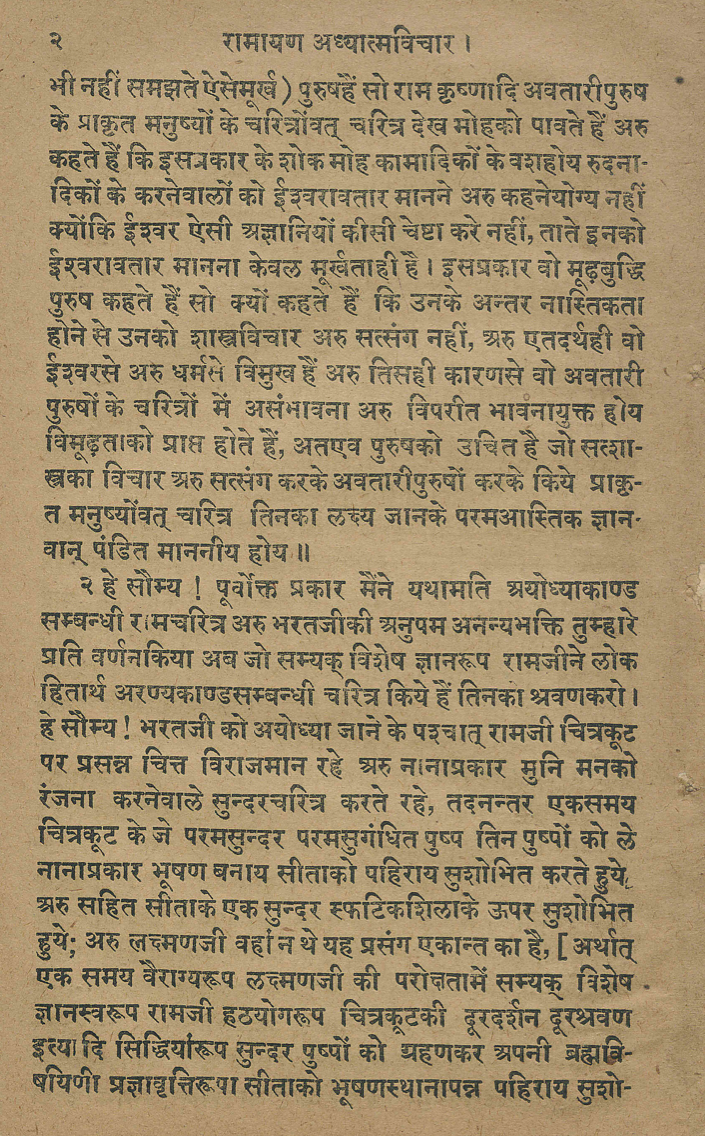 २ रामायण अध्यात्मविचार ।
भी नहीं समझते ऐसेमूर्ख) पुरुषहैं सो राम कृष्णादि अवतारीपुरुष
के प्राकृत मनुष्यों के चरित्रोंवत् चरित्र देख मोहको पावते हैं अरु
कहते हैं कि इसप्रकार के शोक मोह कामादिकों के वशहोय रुदना-
दिकों के करनेवालों को ईश्वरावतार मानने अरु कहनेयोग्य नहीं
क्योंकि ईश्वर ऐसी अज्ञानियों कीसी चेष्टा करे नहीं, ताते इनको
ईश्वरावतार मानना केवल मूर्खताही है । इसप्रकार वो मूढ़बुद्धि
पुरुष कहते हैं सो क्यों कहते हैं कि उनके अन्तर नास्तिकता
होने से उनको शास्त्रविचार अरु सत्संग नहीं, अरु एतदर्थही वो
ईश्वरसे अरु धर्मसे विमुख हैं अरु तिसही कारणसे वो अवतारी
पुरुषों के चरित्रों में असंभावना अरु विपरीत भावनायुक्त होय
विमूढ़ताको प्राप्त होते हैं, अतएव पुरुषको उचित है जो सत्शा-
स्त्रका विचार अरु सत्संग करके अवतारीपुरुषों करके किये प्राकृ-
त मनुष्योंवत् चरित्र तिनका लक्ष्य जानके परमआस्तिक ज्ञान-
वान् पंडित माननीय होय ॥
२ हे सौम्य ! पूर्वोक्त प्रकार मैंने यथामति अयोध्याकाण्ड
सम्बन्धी रामचरित्र अरु भरतजीकी अनुपम अनन्यभक्ति तुम्हारे
प्रति वर्णनकिया अब जो सम्यक् विशेष ज्ञानरूप रामजीने लोक
हितार्थ अरण्यकाण्डसम्बन्धी चरित्र किये हैं तिनका श्रवणकरो ।
हे सौम्य ! भरतजी को अयोध्या जाने के पश्चात् रामजी चित्रकूट
पर प्रसन्न चित्त विराजमान रहे अरु नानाप्रकार मुनि मनको
रंजना करनेवाले सुन्दरचरित्र करते रहे, तदनन्तर एकसमय
चित्रकूट के जे परमसुन्दर परमसुगंधित पुष्प तिन पुष्पों को ले
नानाप्रकार भूषण बनाय सीताको पहिराय सुशोभित करते हुये,
अरु सहित सीताके एक सुन्दर स्फटिकशिलाके ऊपर सुशोभित
हुये; अरु लक्ष्मणजी वहां न थे यह प्रसंग एकान्त का है, [ अर्थात्
एक समय वैराग्यरूप लक्ष्मणजी की परोक्षतामें सम्यक् विशेष
ज्ञानस्वरूप रामजी हठयोगरूप चित्रकूटकी दूरदर्शन दूरश्रवण
इत्यादि सिद्धियांरूप सुन्दर पुष्पों को ग्रहणकर अपनी ब्रह्मवि-
षयिणी प्रज्ञावृत्तिरूपा सीताको भूषणस्थानापन्न पहिराय सुशो-